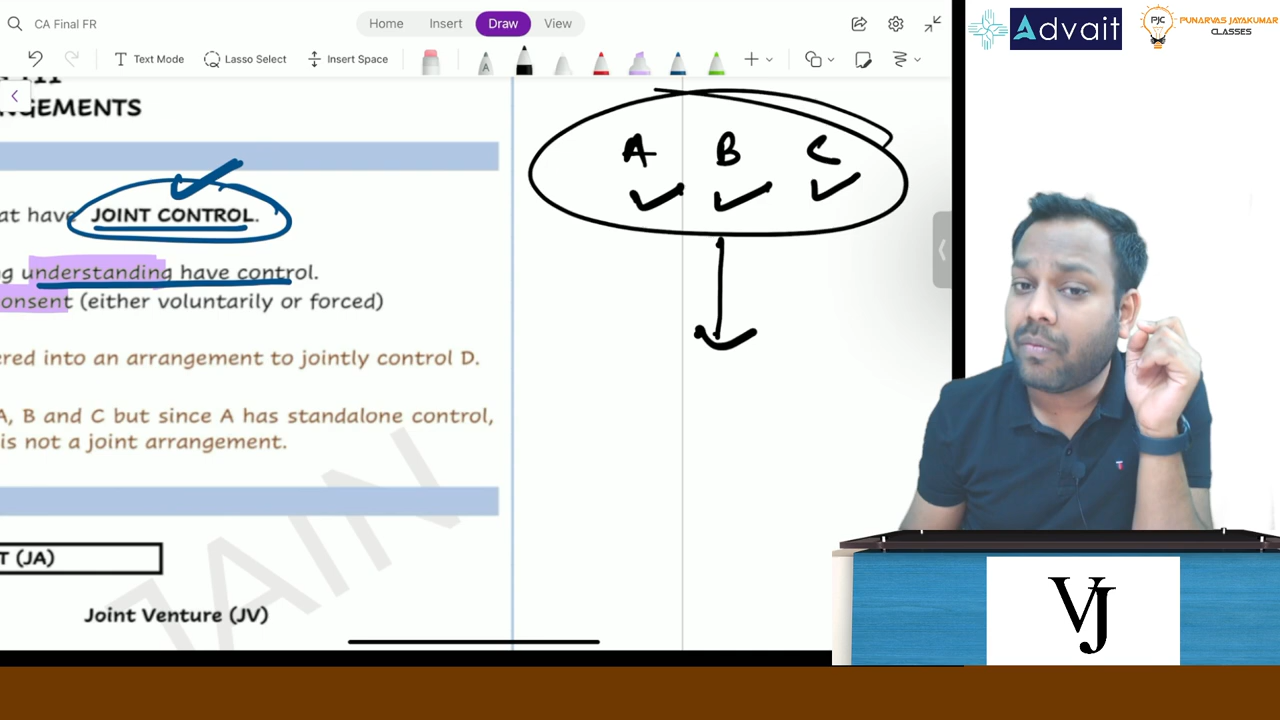 CA Final FR
Home Insert Draw View
Advait
PJC PUNARVAS JAYAKUMAR
CLASSES
Text Mode Lasso Select Insert Space
NGEMENTS
at have JOINT CONTROL.
g understanding have control.
onsent (either voluntarily or forced)
ered into an arrangement to jointly control D.
A, B and C but since A has standalone control,
is not a joint arrangement.
T (JA)
Joint Venture (JV)
A B C
JAIN
VJ